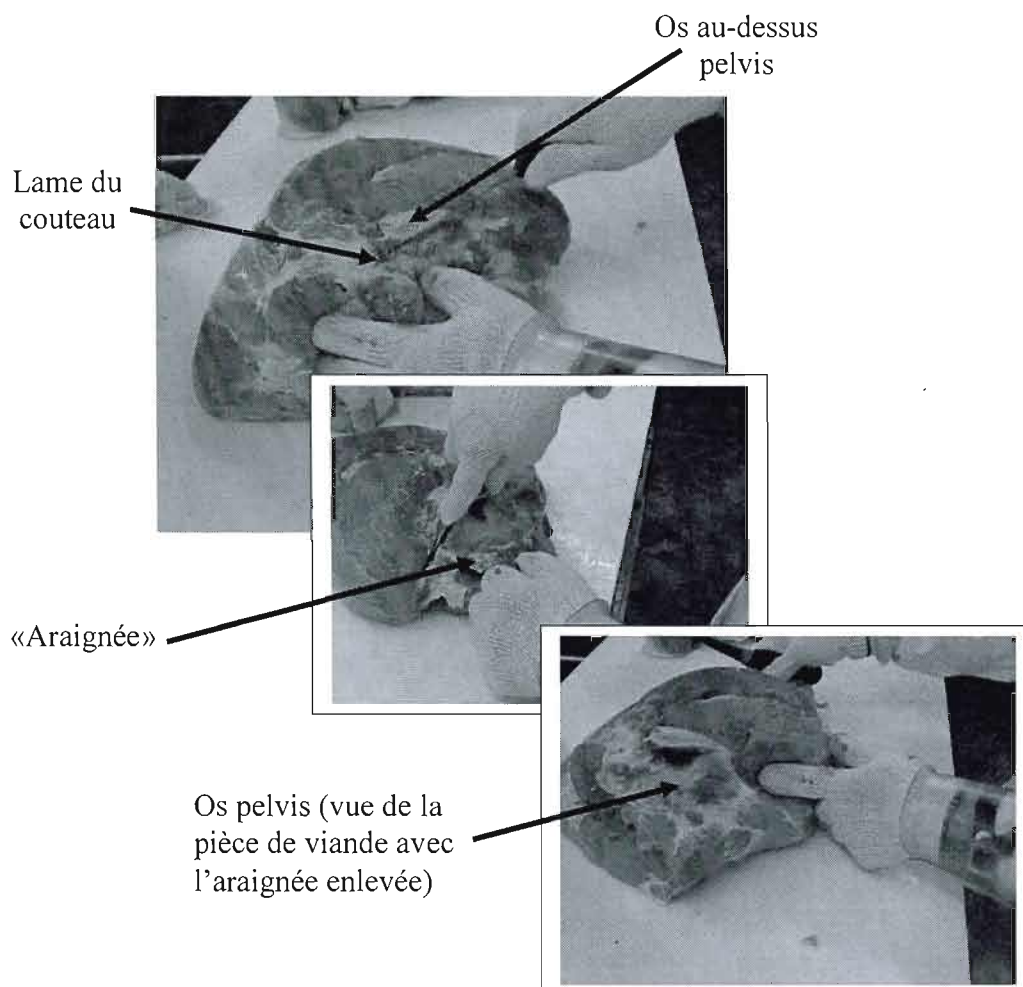 Os au-dessus
pelvis
Lame du
couteau
«Araignée»
Os pelvis (vue de la
pièce de viande avec
l'araignée enlevée)